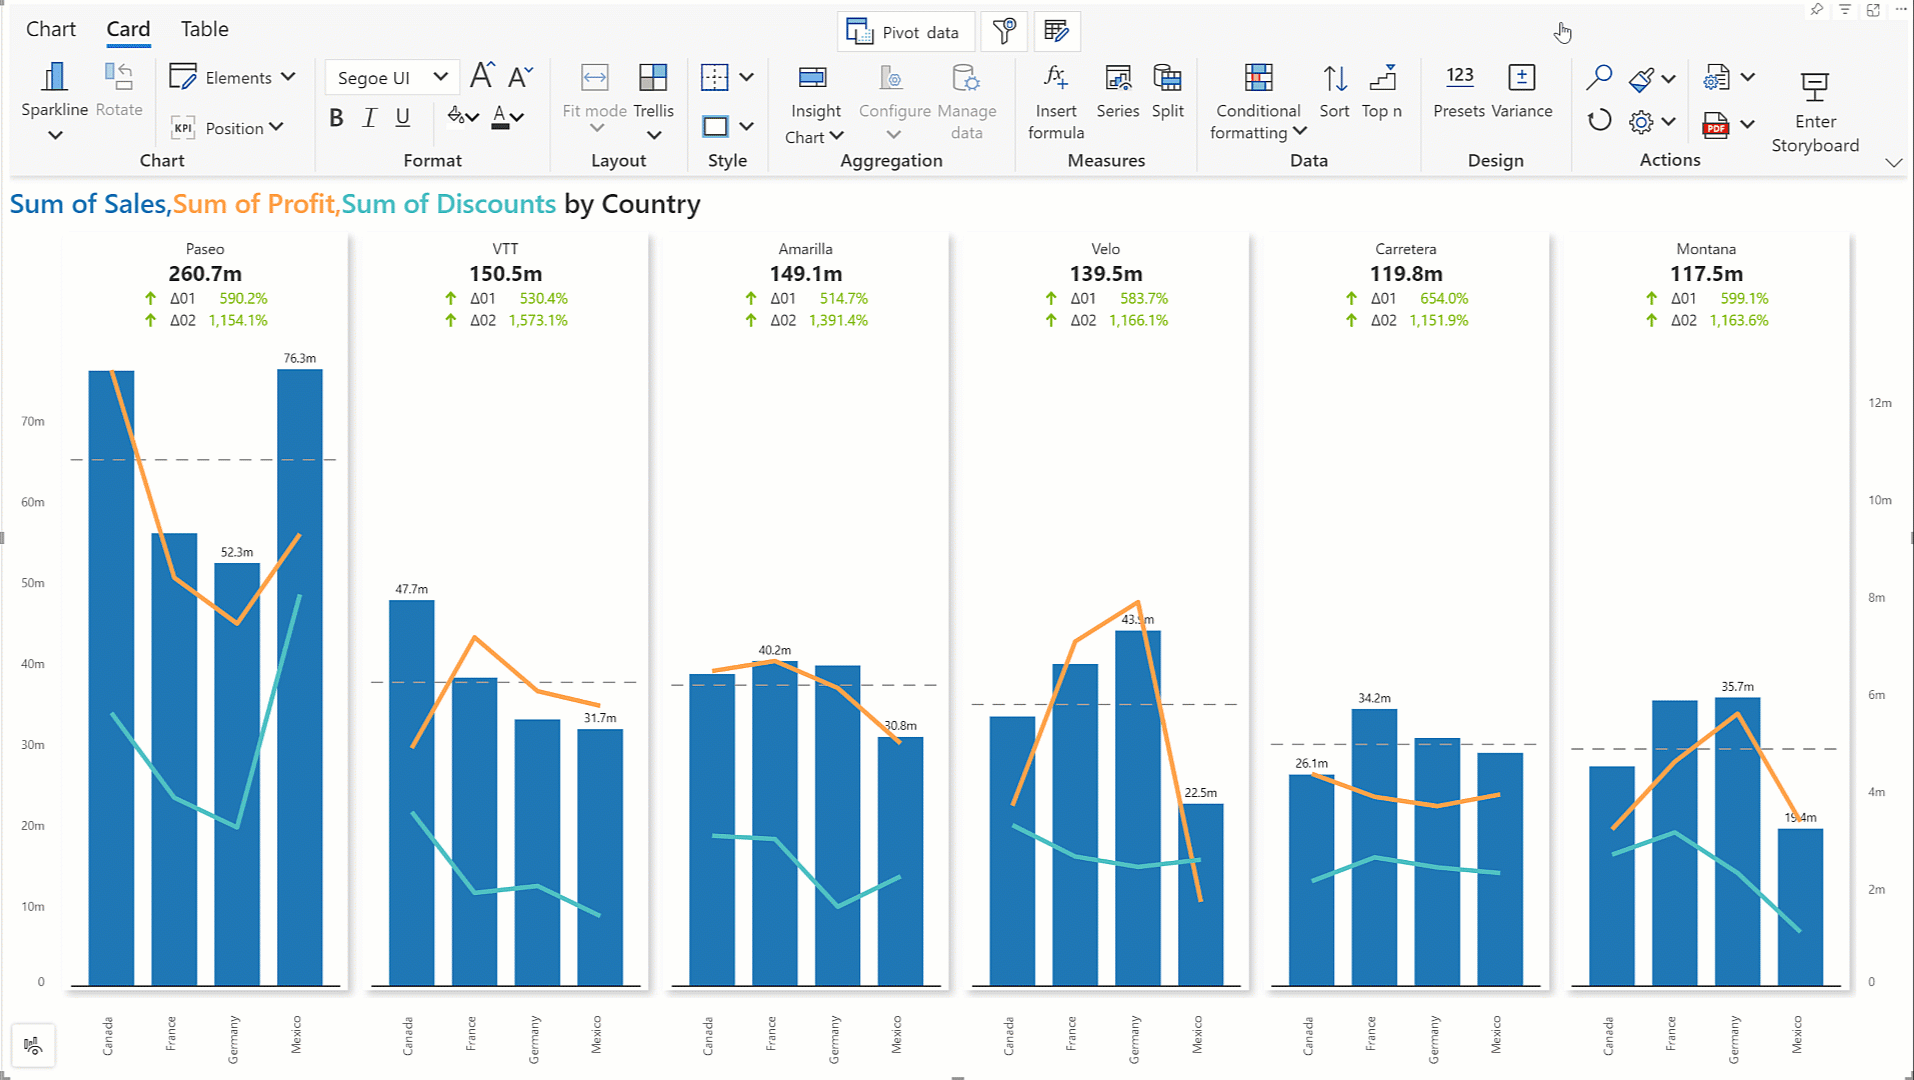 Chart Card Table
Pivot data
Sparkline Rotate
Elements
Position
KPI
Chart
Segoe UI
A A
B I U A
Format
Fit mode Trellis
Layout
Style
Insight Chart
Configure Manage data
Aggregation
fx
Insert formula Series Split
Measures
Conditional formatting Sort Top n
Data
123
Presets Variance
Design
PDF
Actions
Enter Storyboard
Sum of Sales,Sum of Profit,Sum of Discounts by Country
Paseo
260.7m
Δ01 590.2%
Δ02 1,154.1%
VTT
150.5m
Δ01 530.4%
Δ02 1,573.1%
Amarilla
149.1m
Δ01 514.7%
Δ02 1,391.4%
Velo
139.5m
Δ01 583.7%
Δ02 1,166.1%
Carretera
119.8m
Δ01 654.0%
Δ02 1,151.9%
Montana
117.5m
Δ01 599.1%
Δ02 1,163.6%
70m
60m
50m
40m
30m
20m
10m
0
76.3m
52.3m
47.7m
31.7m
40.2m
30.8m
22.5m
26.1m
34.2m
35.7m
19.4m
12m
10m
8m
6m
4m
2m
0
Canada France Germany Mexico
Canada France Germany Mexico
Canada France Germany Mexico
Canada France Germany Mexico
Canada France Germany Mexico
Canada France Germany Mexico